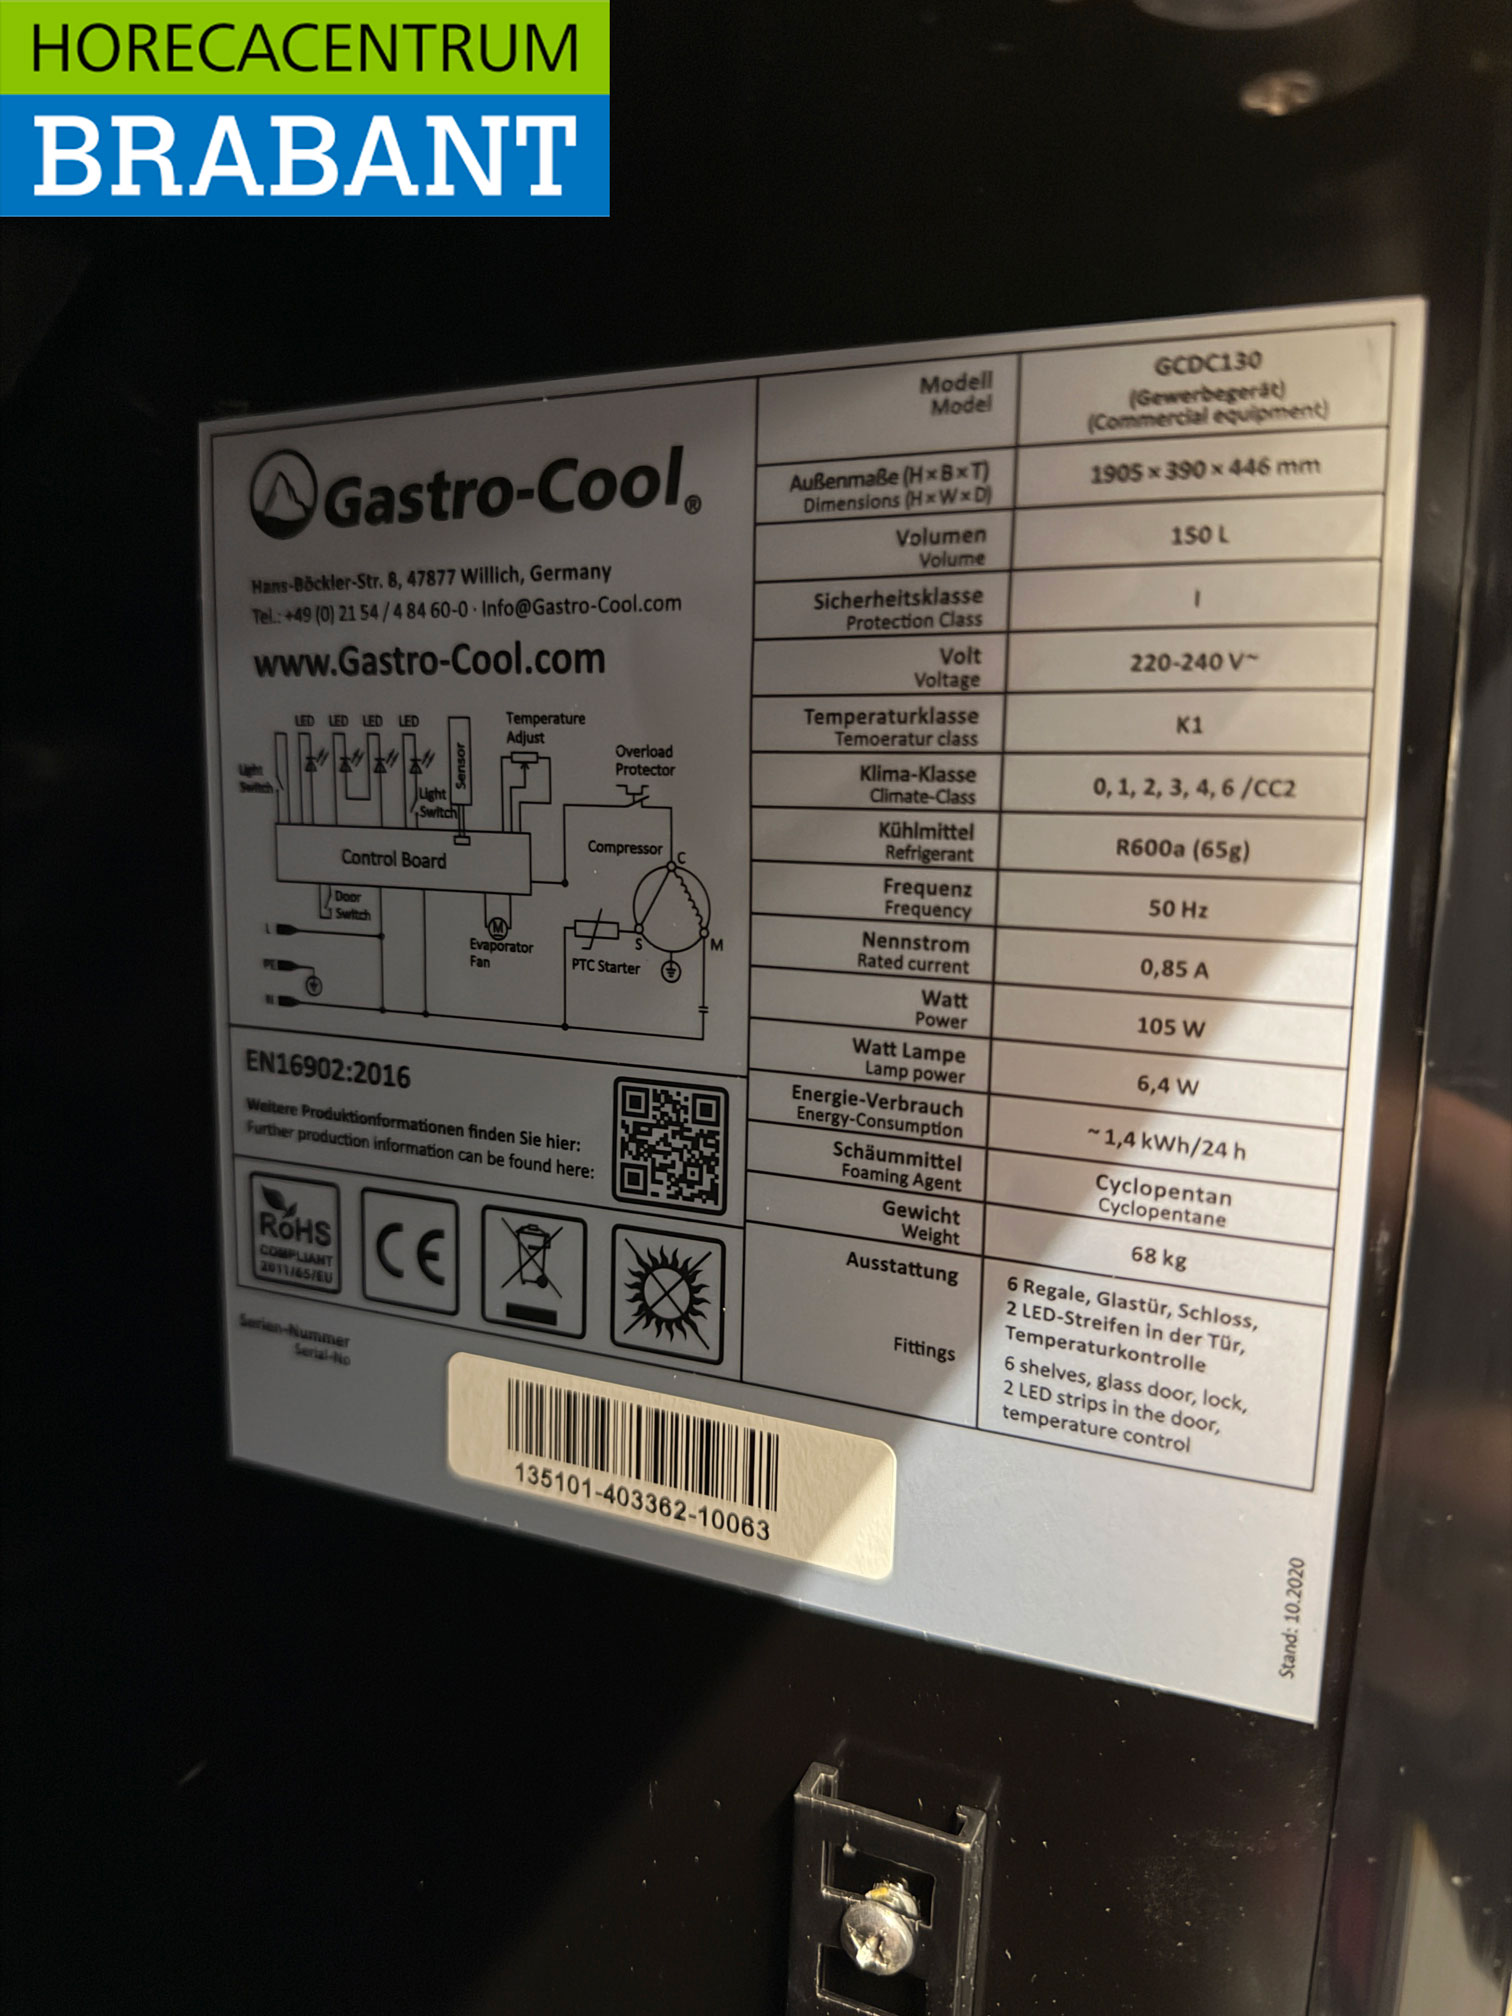 HORECACENTRUM
BRABANT
Gastro-Cool®
Hans-Böckler-Str. 8, 47877 Willich, Germany
Tel.: +49 (0) 21 54 / 4 84 60-0 · Info@Gastro-Cool.com
www.Gastro-Cool.com
LED LED LED LED
Sensor
Temperature
Adjust
Overload
Protector
Light
Switch
Light
Switch
Control Board
Compressor
C
Door
Switch
L
M
Evaporator
Fan
PTC Starter
S
M
PE
N
EN16902:2016
Weitere Produktionformationen finden Sie hier:
Further production information can be found here:
RoHS
COMPLIANT
2011/65/EU
CE
Serien-Nummer
Serial-No
135101-403362-10063
Modell
Model
GCDC130
(Gewerbegerät)
(Commercial equipment)
Außenmaße (H×B×T)
Dimensions (H×W×D)
1905 × 390 × 446 mm
Volumen
Volume
150 L
Sicherheitsklasse
Protection Class
I
Volt
Voltage
220-240 V~
Temperaturklasse
Temoeratur class
K1
Klima-Klasse
Climate-Class
0, 1, 2, 3, 4, 6 /CC2
Kühlmittel
Refrigerant
R600a (65g)
Frequenz
Frequency
50 Hz
Nennstrom
Rated current
0,85 A
Watt
Power
105 W
Watt Lampe
Lamp power
6,4 W
Energie-Verbrauch
Energy-Consumption
~ 1,4 kWh/24 h
Schäummittel
Foaming Agent
Cyclopentan
Cyclopentane
Gewicht
Weight
68 kg
Ausstattung
Fittings
6 Regale, Glastür, Schloss,
2 LED-Streifen in der Tür,
Temperaturkontrolle
6 shelves, glass door, lock,
2 LED strips in the door,
temperature control
Stand: 10.2020